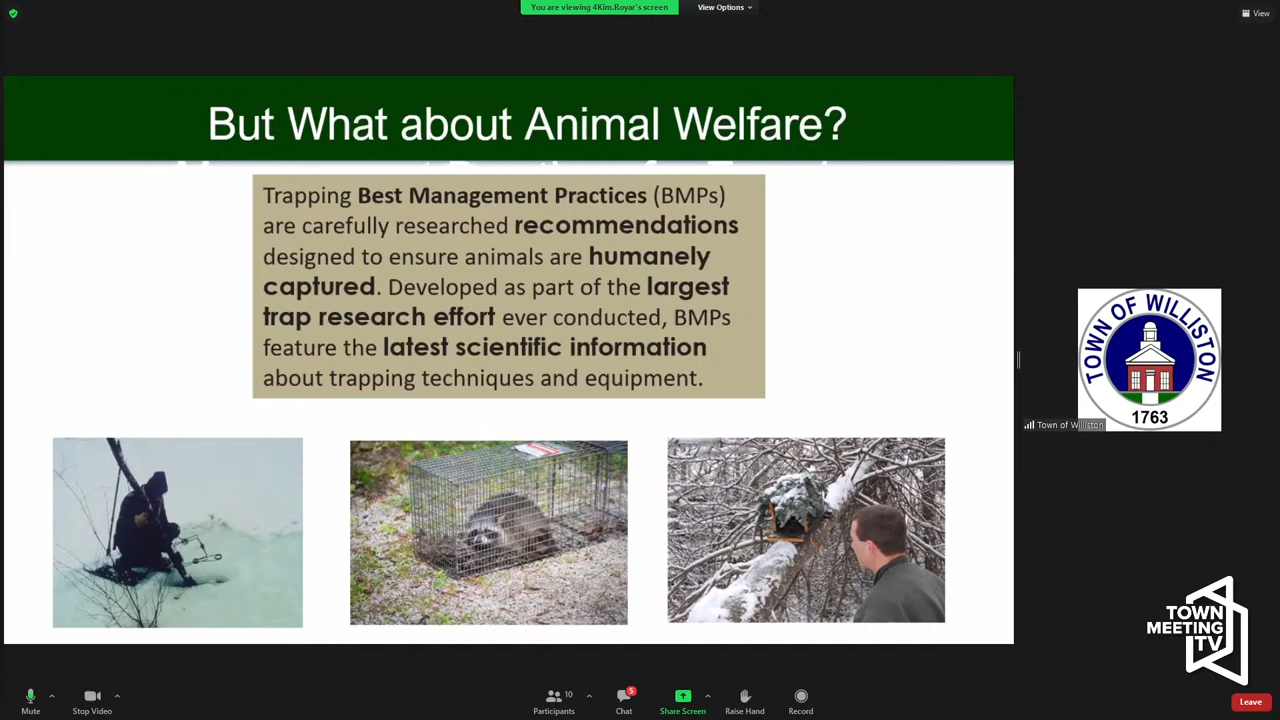 You are viewing 4Kim.Royar's screen
View Options
View
But What about Animal Welfare?
Trapping Best Management Practices (BMPs)
are carefully researched recommendations
designed to ensure animals are humanely
captured. Developed as part of the largest
trap research effort ever conducted, BMPs
feature the latest scientific information
about trapping techniques and equipment.
TOWN OF WILLISTON
1763
Town of Williston
TOWN
MEETING
TV
Mute
Stop Video
Participants
10
Chat
5
Share Screen
Raise Hand
Record
Leave